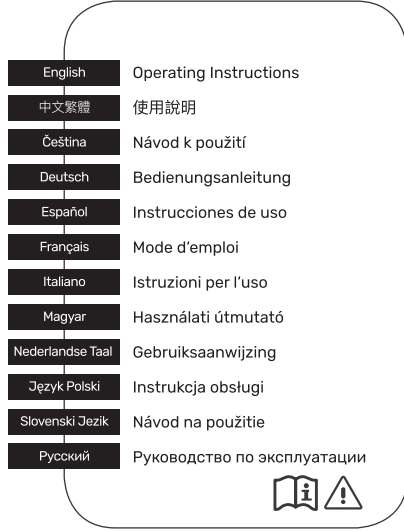 English Operating Instructions
中文繁體 使用說明
Čeština Návod k použití
Deutsch Bedienungsanleitung
Español Instrucciones de uso
Français Mode d'emploi
Italiano Istruzioni per l'uso
Magyar Használati útmutató
Nederlandse Taal Gebruiksaanwijzing
Język Polski Instrukcja obsługi
Slovenski Jezik Návod na použitie
Русский Руководство по эксплуатации